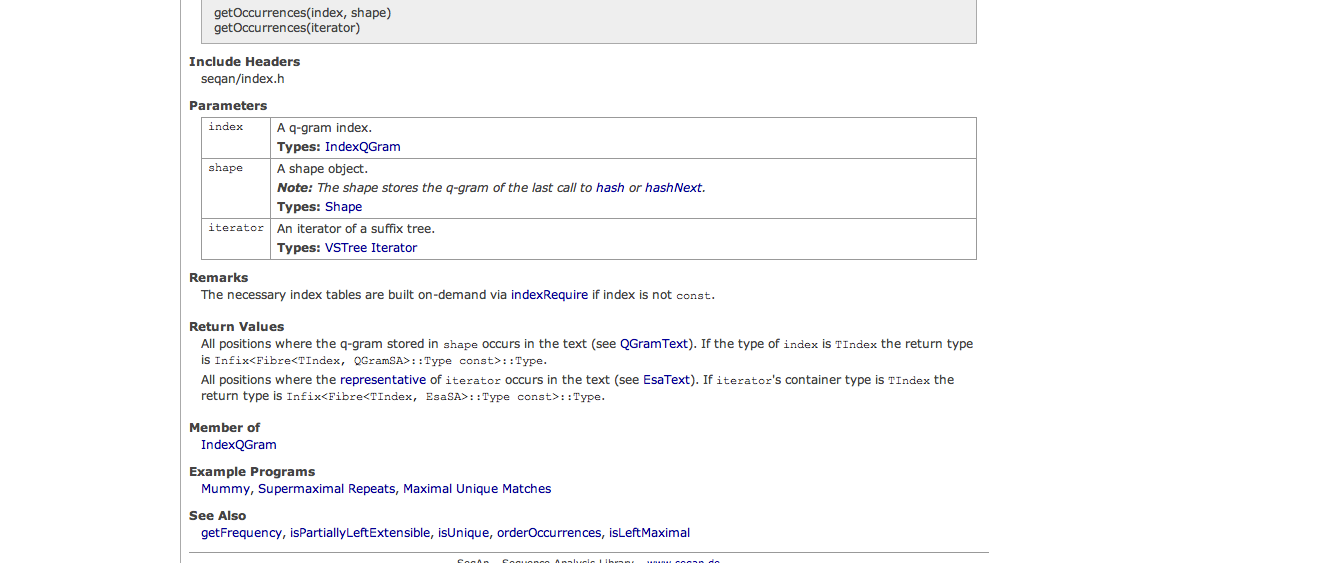 getOccurrences(index, shape)
getOccurrences(iterator)
Include Headers
seqan/index.h
Parameters
index
A q-gram index.
Types: IndexQGram
shape
A shape object.
Note: The shape stores the q-gram of the last call to hash or hashNext.
Types: Shape
iterator
An iterator of a suffix tree.
Types: VSTree Iterator
Remarks
The necessary index tables are built on-demand via indexRequire if index is not const.
Return Values
All positions where the q-gram stored in shape occurs in the text (see QGramText). If the type of index is TIndex the return type
is Infix<Fibre<TIndex, QGramSA>::Type const>::Type.
All positions where the representative of iterator occurs in the text (see EsaText). If iterator's container type is TIndex the
return type is Infix<Fibre<TIndex, EsaSA>::Type const>::Type.
Member of
IndexQGram
Example Programs
Mummy, Supermaximal Repeats, Maximal Unique Matches
See Also
getFrequency, isPartiallyLeftExtensible, isUnique, orderOccurrences, isLeftMaximal
SeqAn - Sequence Analysis Library - www.seqan.de